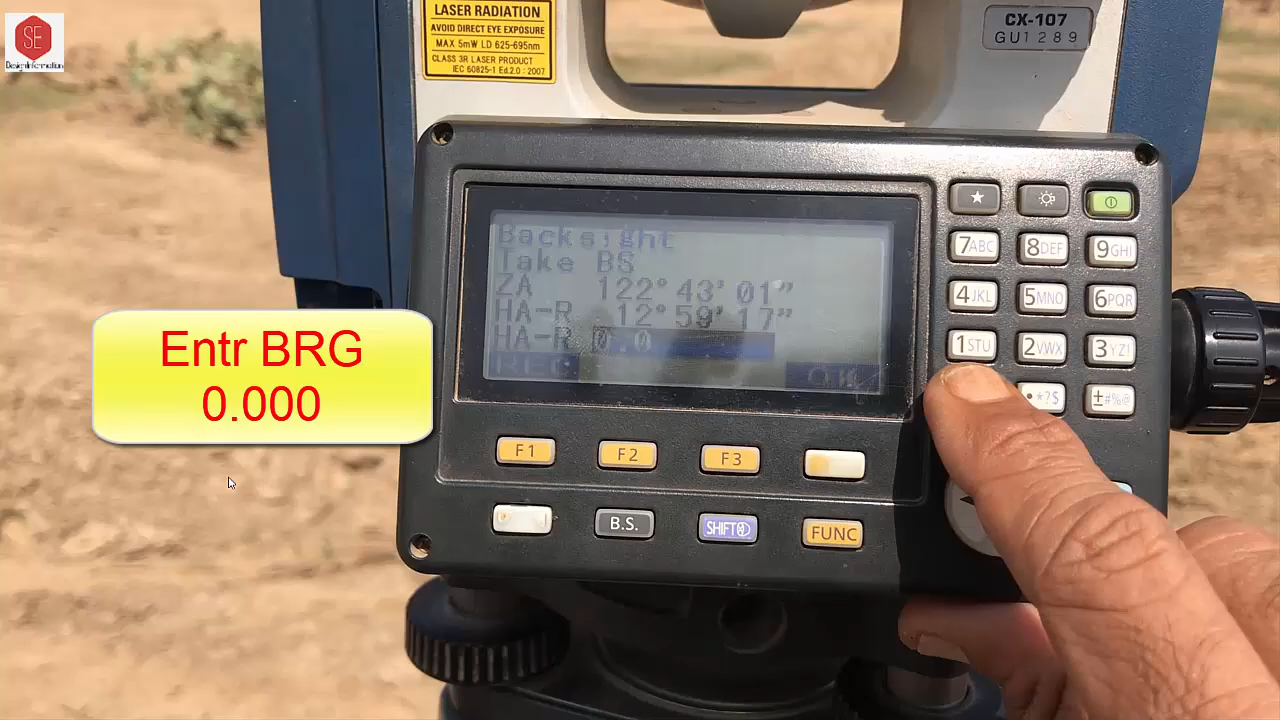 SE
DesignInformation
LASER RADIATION
AVOID DIRECT EYE EXPOSURE
MAX 5mW LD 625-695nm
CLASS 3R LASER PRODUCT
IEC 60825-1 Ed.2.0 : 2007
CX-107
GU1289
Backsight
Take BS
ZA 122°43'01"
HA-R 12°59'17"
HA-R 0.0
REC OK
Entr BRG
0.000
★
7ABC 8DEF 9GHI
4JKL 5MNO 6PQR
1STU 2VWX 3YZ!
•*?$ ±#%@
F1 F2 F3
B.S. SHIFT FUNC